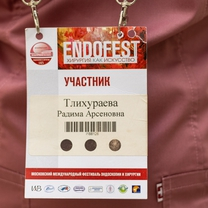 ENDOFEST
ХИРУРГИЯ КАК ИСКУССТВО
УЧАСТНИК
Тлихураева
Радима Арсеновна
МОСКОВСКИЙ МЕЖДУНАРОДНЫЙ ФЕСТИВАЛЬ ЭНДОСКОПИИ И ХИРУРГИИ